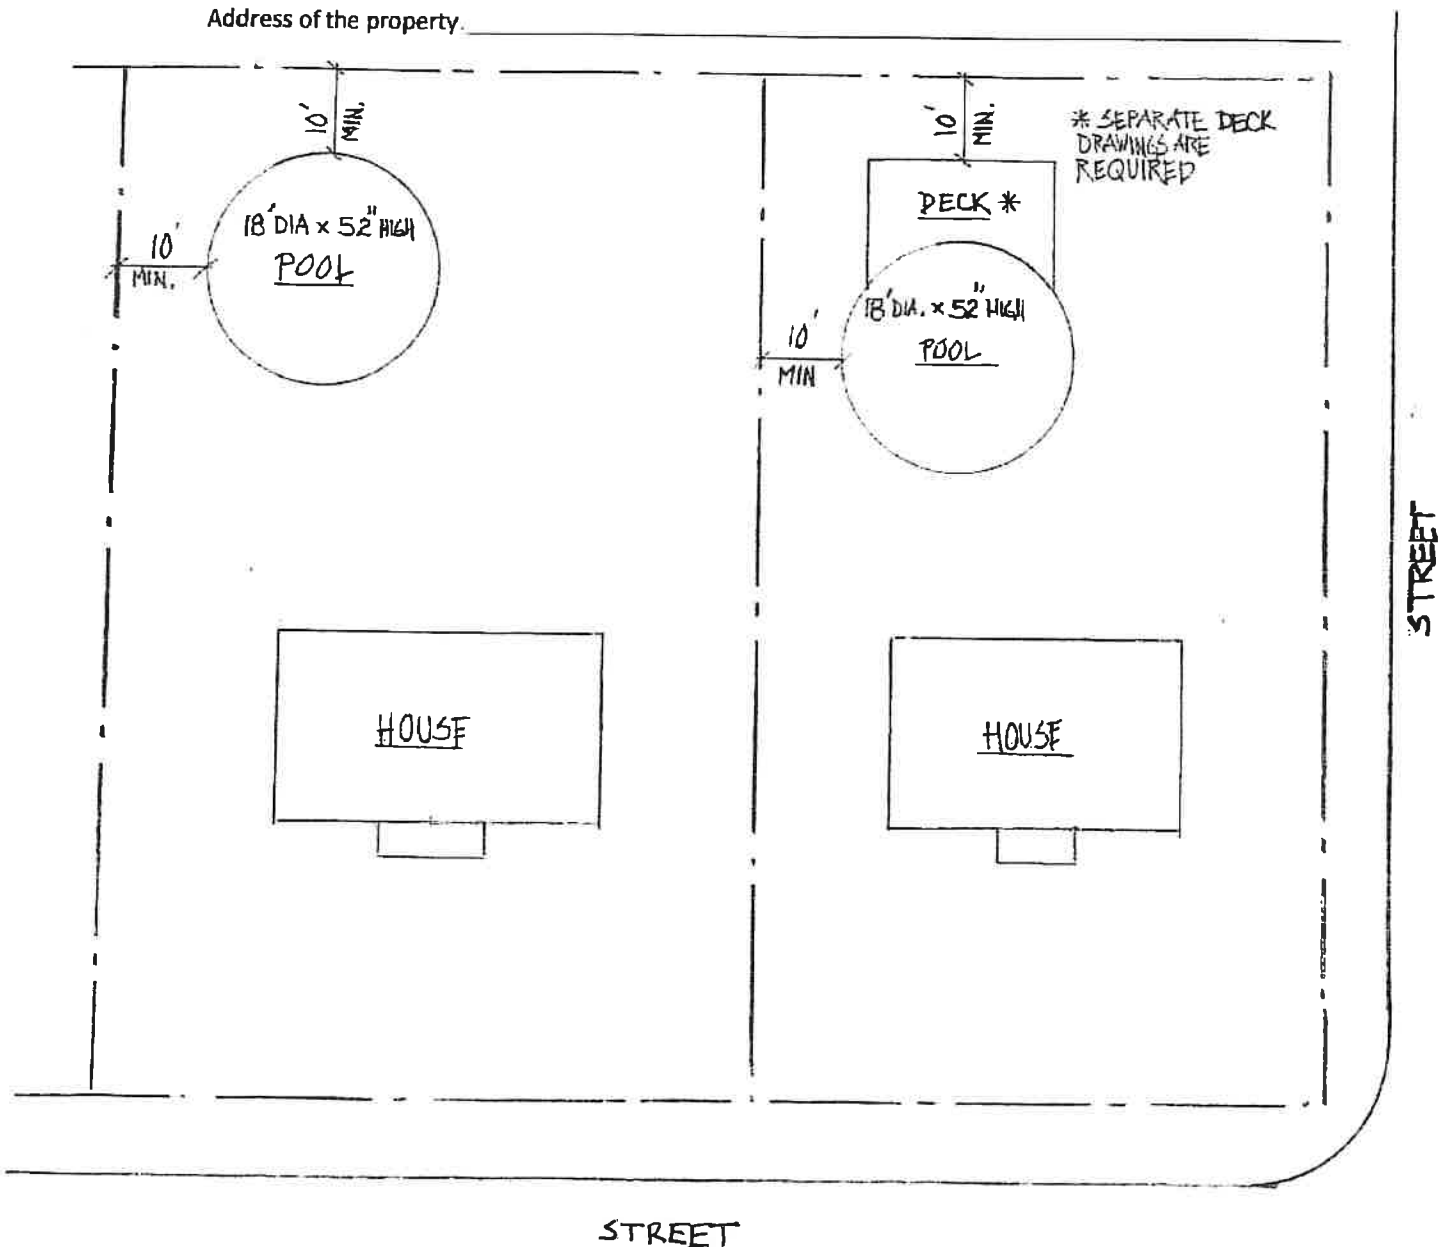 Address of the property.
10'
MIN.
10'
MIN.
* SEPARATE DECK
DRAWINGS ARE
REQUIRED
DECK *
18' DIA x 52" HIGH
POOL
10'
MIN.
18' DIA. x 52" HIGH
POOL
10'
MIN
STREET
HOUSE
HOUSE
STREET